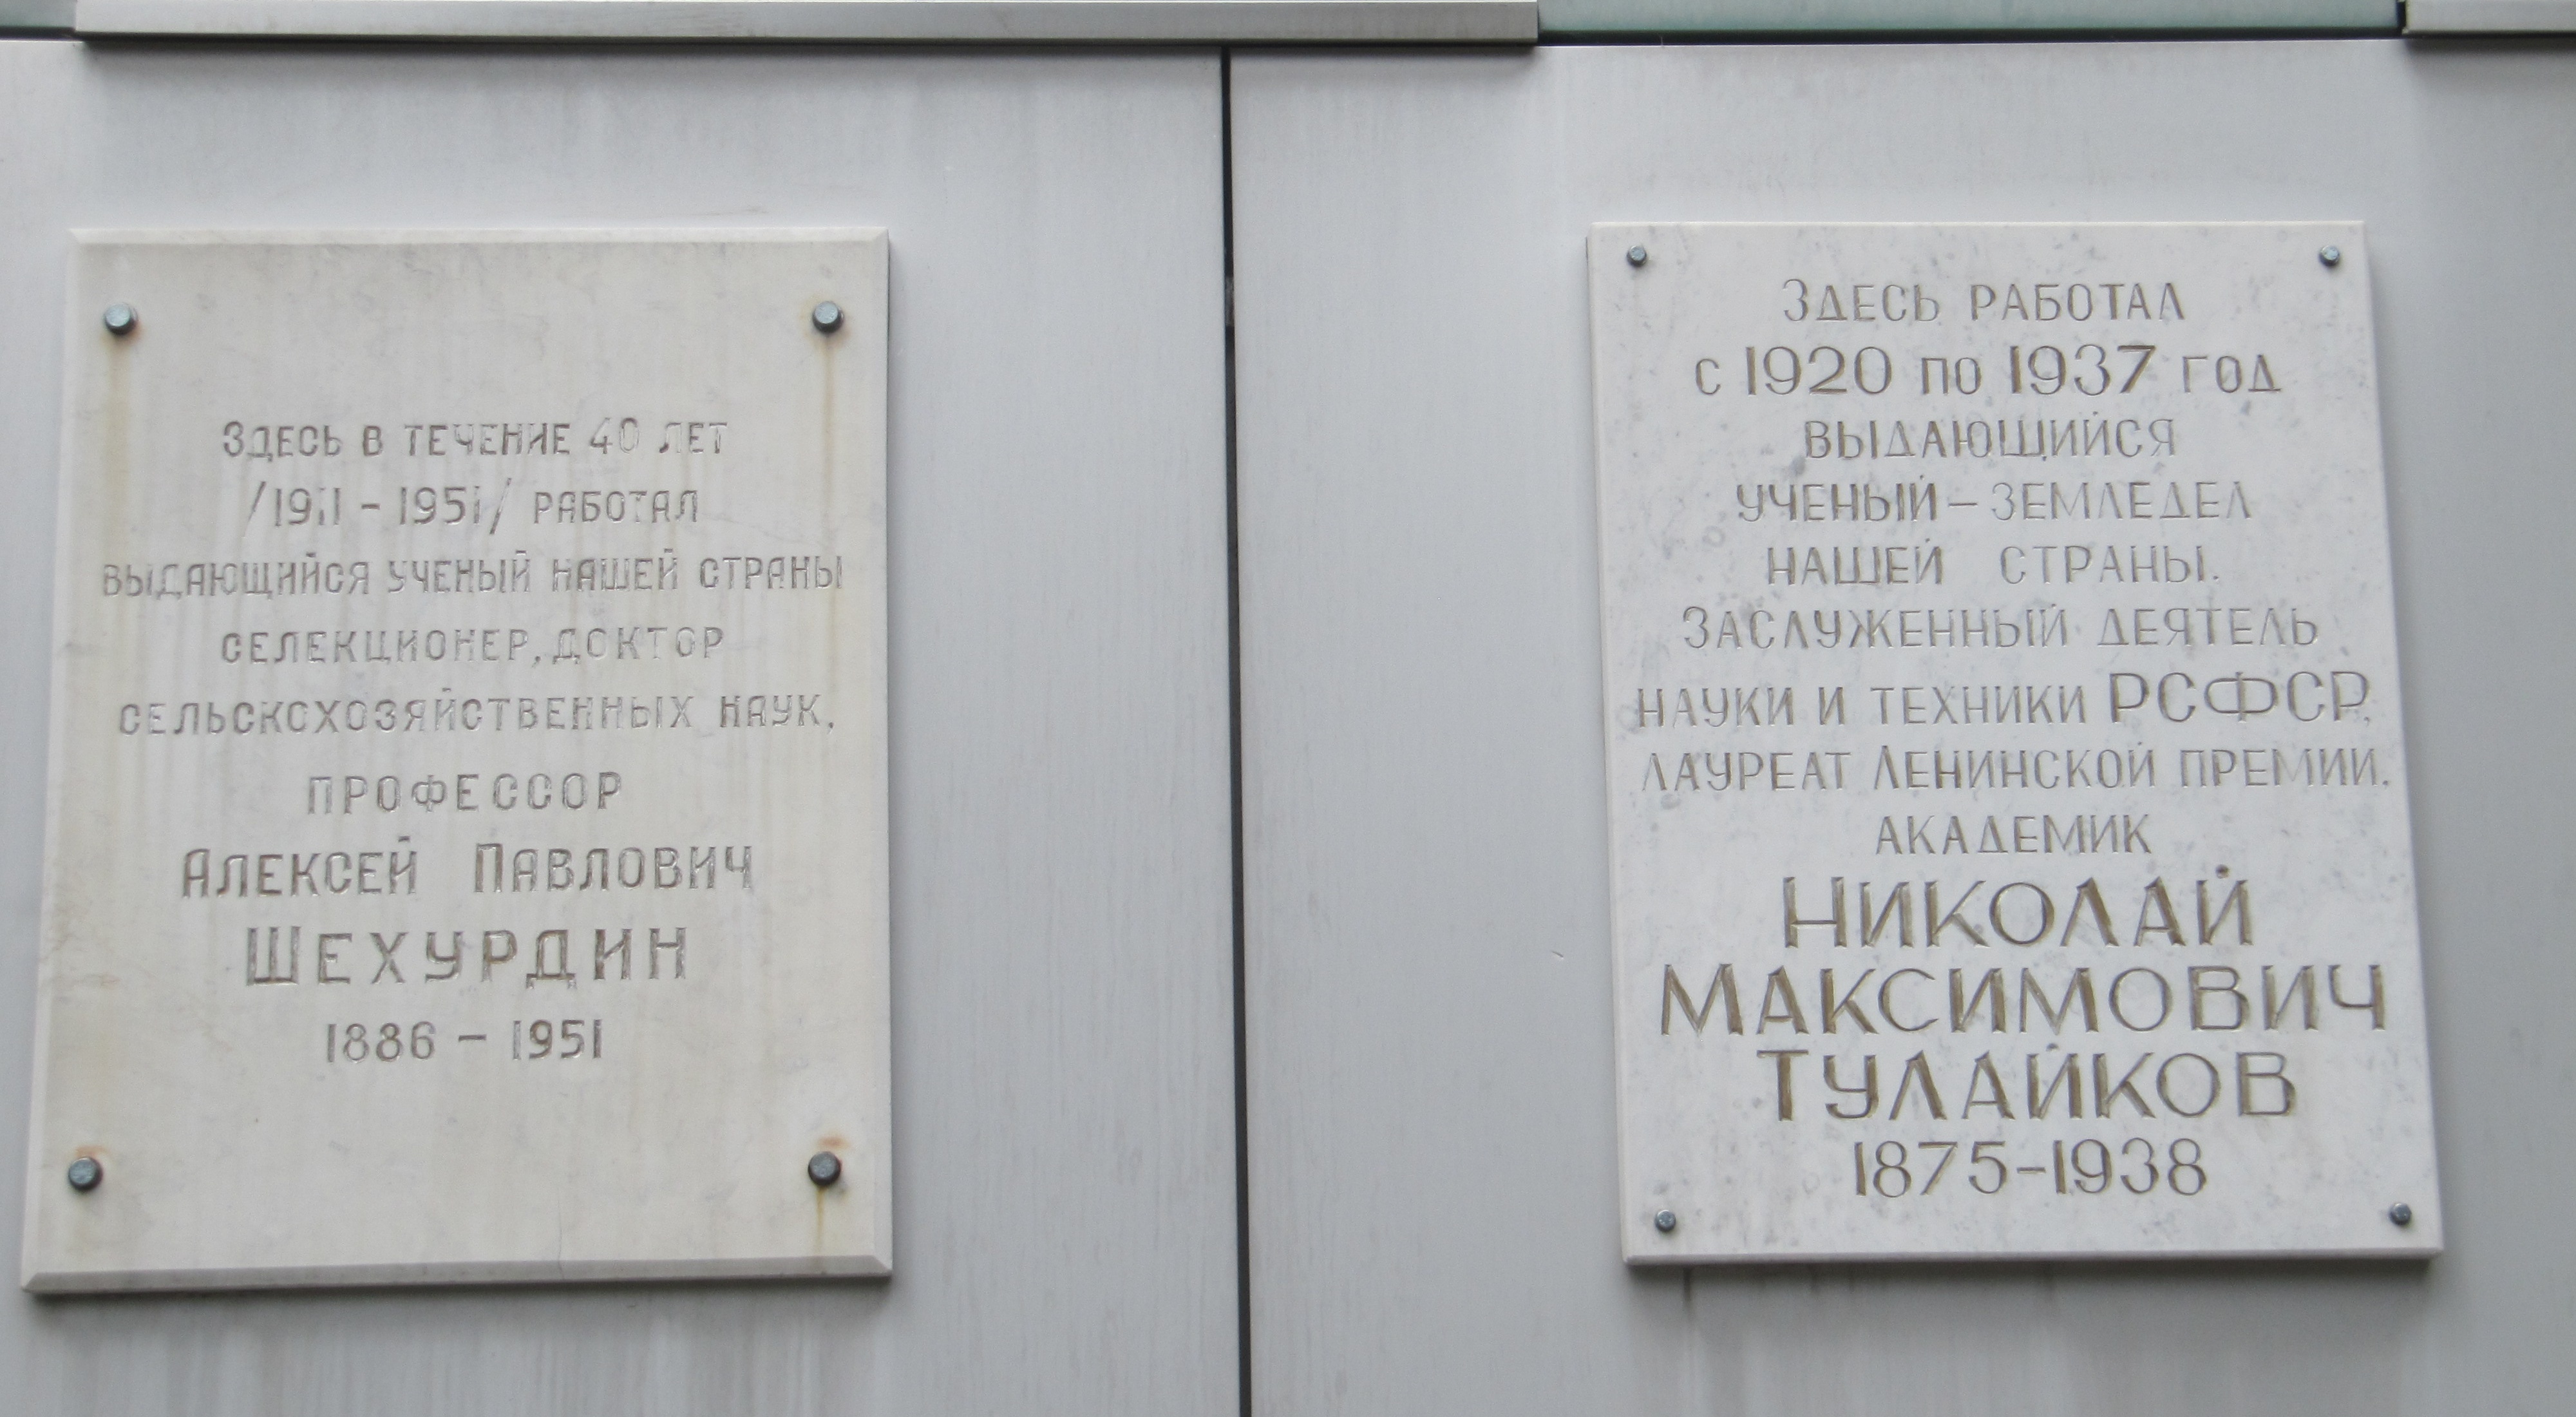 ЗДЕСЬ В ТЕЧЕНИЕ 40 ЛЕТ
/1911 - 1951/ РАБОТАЛ
ВЫДАЮЩИЙСЯ УЧЕНЫЙ НАШЕЙ СТРАНЫ
СЕЛЕКЦИОНЕР, ДОКТОР
СЕЛЬСКОХОЗЯЙСТВЕННЫХ НАУК,
ПРОФЕССОР
АЛЕКСЕЙ ПАВЛОВИЧ
ШЕХУРДИН
1886 - 1951
ЗДЕСЬ РАБОТАЛ
С 1920 ПО 1937 ГОД
ВЫДАЮЩИЙСЯ
УЧЕНЫЙ - ЗЕМЛЕДЕЛ
НАШЕЙ СТРАНЫ.
ЗАСЛУЖЕННЫЙ ДЕЯТЕЛЬ
НАУКИ И ТЕХНИКИ РСФСР,
ЛАУРЕАТ ЛЕНИНСКОЙ ПРЕМИИ.
АКАДЕМИК
НИКОЛАЙ
МАКСИМОВИЧ
ТУЛАЙКОВ
1875-1938